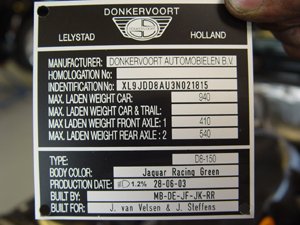 DONKERVOORT
LELYSTAD HOLLAND
MANUFACTURER: DONKERVOORT AUTOMOBIELEN B.V.
HOMOLOGATION No:
INDENTIFICATION No: XL9JDD8AU3N021815
MAX. LADEN WEIGHT CAR: 940
MAX. LADEN WEIGHT CAR & TRAIL:
MAX. LADEN WEIGHT FRONT AXLE: 1 410
MAX. LADEN WEIGHT REAR AXLE: 2 540
TYPE: D8-150
BODY COLOR: Jaguar Racing Green
PRODUCTION DATE: 1.2% 26-06-03
BUILT BY: MB-DE-JF-JK-RR
BUILT FOR: J. van Velsen & J. Steffens